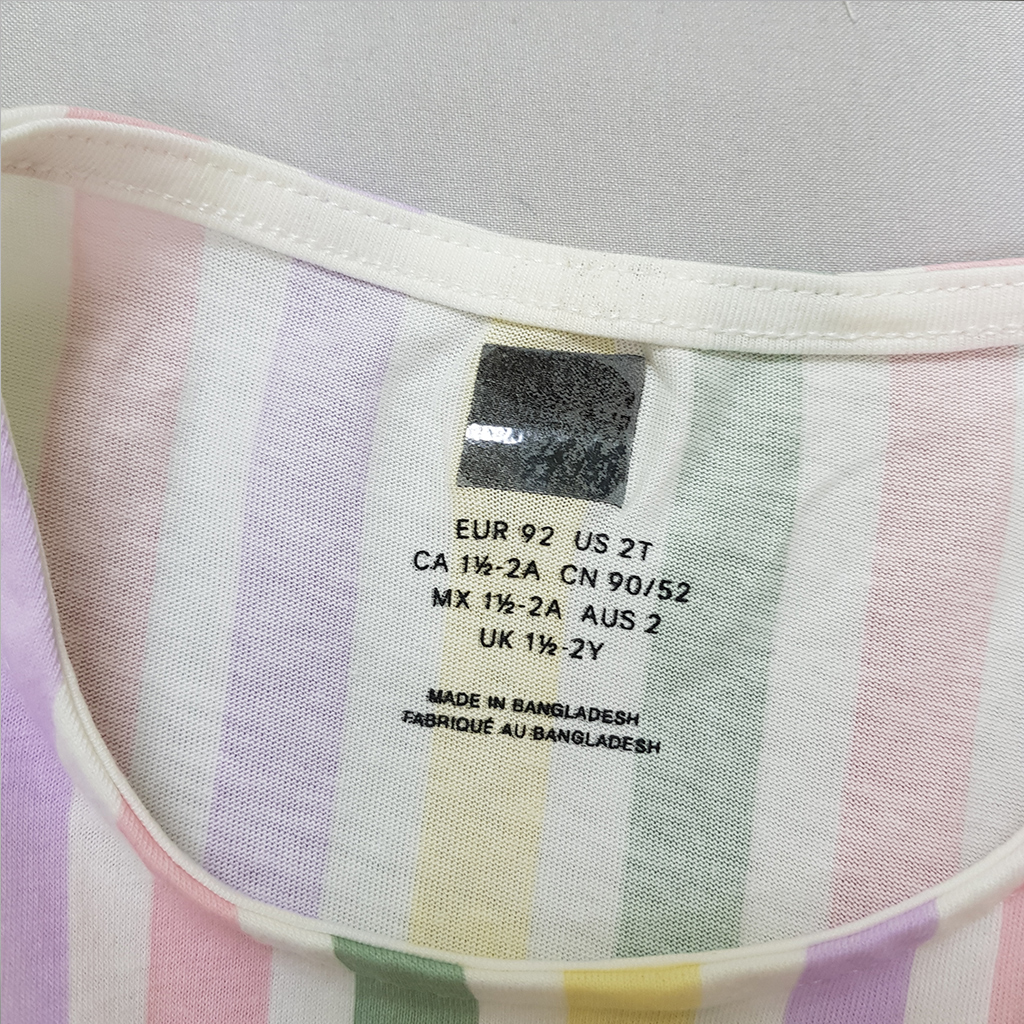 EUR 92 US 2T
CA 1½-2A CN 90/52
MX 1½-2A AUS 2
UK 1½-2Y
MADE IN BANGLADESH
FABRIQUÉ AU BANGLADESH